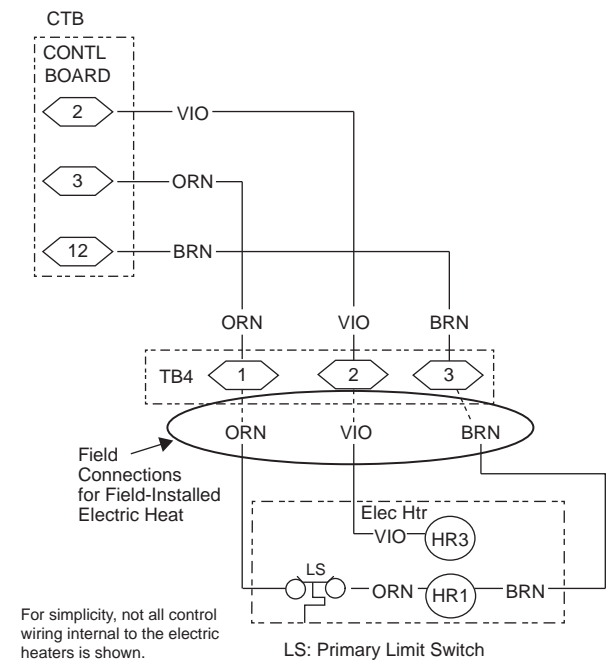 CTB
CONTL
BOARD
2
VIO
3
ORN
12
BRN
ORN VIO BRN
TB4 1 2 3
ORN VIO BRN
Field
Connections
for Field-Installed
Electric Heat
Elec Htr
VIO HR3
LS
ORN HR1 BRN
For simplicity, not all control
wiring internal to the electric
heaters is shown.
LS: Primary Limit Switch